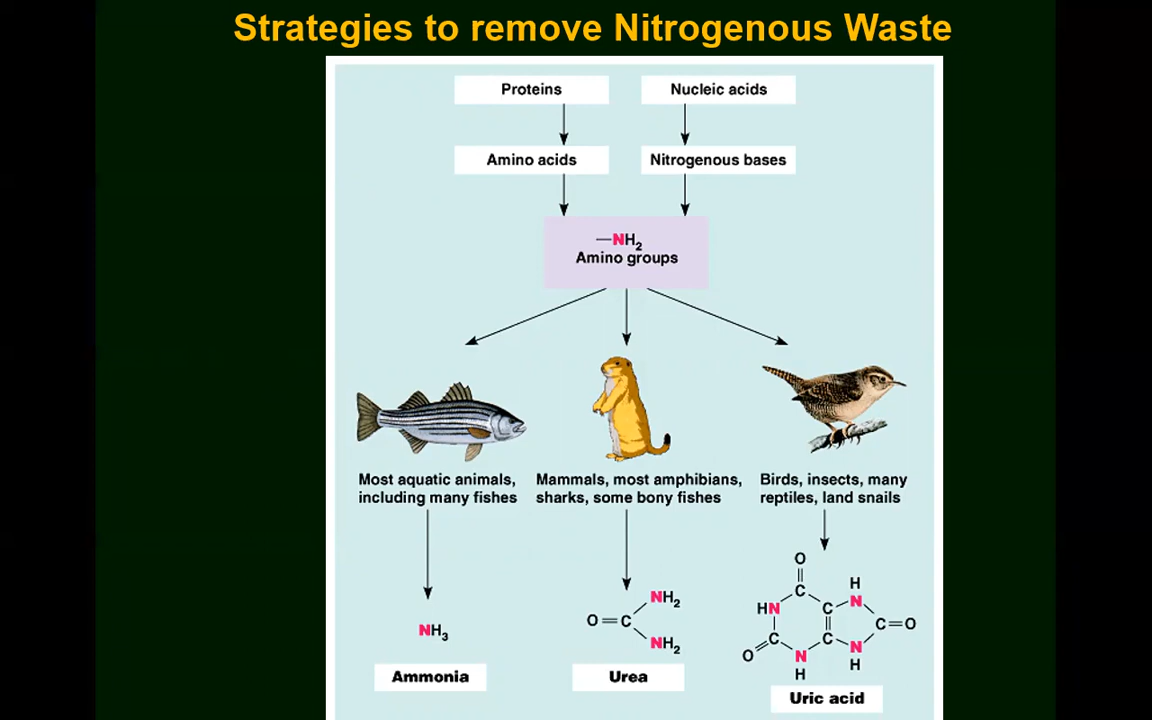 Strategies to remove Nitrogenous Waste
Proteins
Nucleic acids
Amino acids
Nitrogenous bases
—NH₂
Amino groups
Most aquatic animals,
including many fishes
Mammals, most amphibians,
sharks, some bony fishes
Birds, insects, many
reptiles, land snails
NH₃
Ammonia
NH₂
O=C
NH₂
Urea
O
C
H
HN
C
N
C=O
C
C
N
O
N
H
H
Uric acid